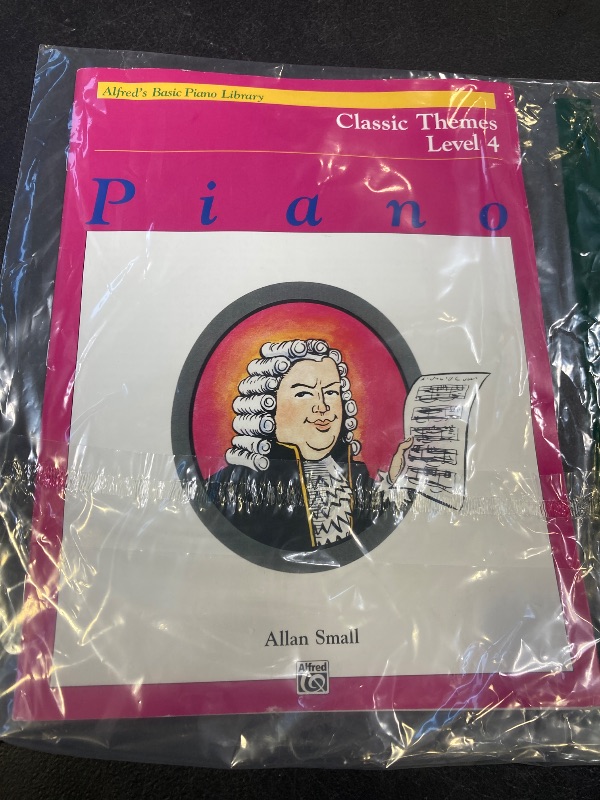 Alfred's Basic Piano Library
Classic Themes
Level 4
Piano
Allan Small
Alfred